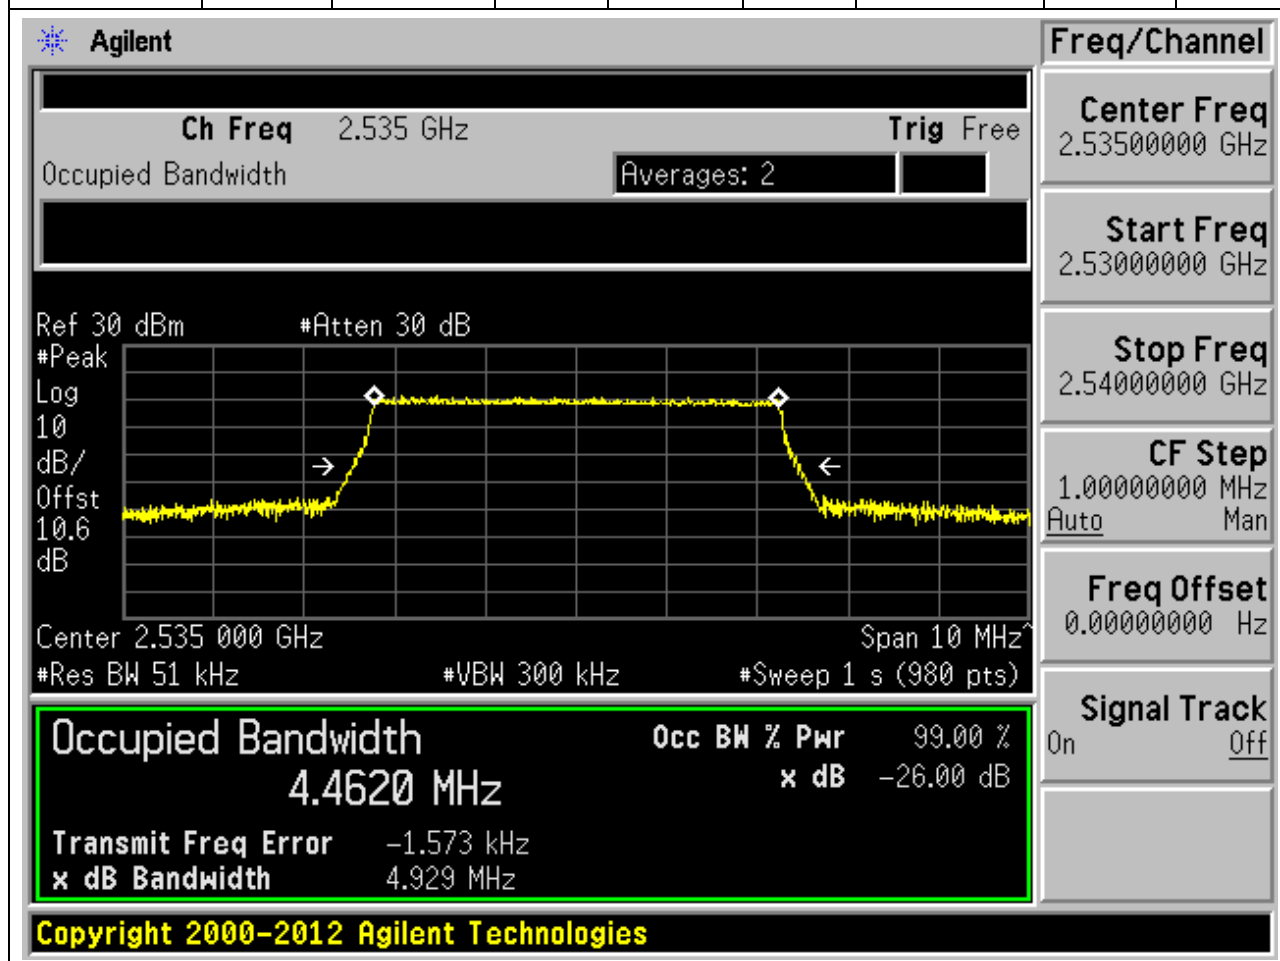 Agilent
Freq/Channel
Ch Freq 2.535 GHz Trig Free
Occupied Bandwidth Averages: 2
Ref 30 dBm #Atten 30 dB
#Peak
Log
10
dB/
Offst
10.6
dB
Center 2.535 000 GHz Span 10 MHz^
#Res BW 51 kHz #VBW 300 kHz #Sweep 1 s (980 pts)
Occupied Bandwidth Occ BW % Pwr 99.00 %
4.4620 MHz x dB -26.00 dB
Transmit Freq Error -1.573 kHz
x dB Bandwidth 4.929 MHz
Copyright 2000-2012 Agilent Technologies
Center Freq
2.53500000 GHz
Start Freq
2.53000000 GHz
Stop Freq
2.54000000 GHz
CF Step
1.00000000 MHz
Auto Man
Freq Offset
0.00000000 Hz
Signal Track
On Off